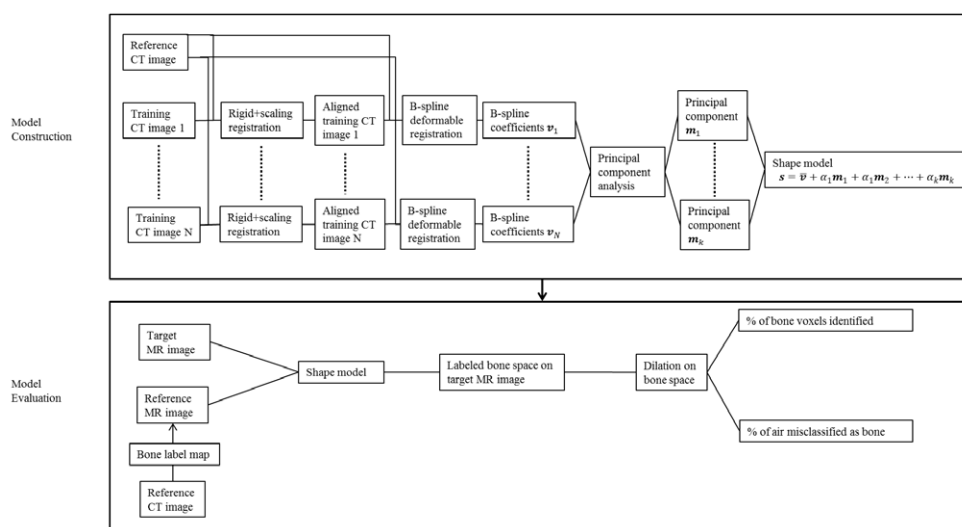 Model
Construction
Reference
CT image
Training
CT image 1
Rigid+scaling
registration
Aligned
training CT
image 1
B-spline
deformable
registration
B-spline
coefficients 𝒗₁
Training
CT image N
Rigid+scaling
registration
Aligned
training CT
image N
B-spline
deformable
registration
B-spline
coefficients 𝒗_N
Principal
component
analysis
Principal
component
𝒎₁
Principal
component
𝒎ₖ
Shape model
𝒔 = v̅ + α₁𝒎₁ + α₁𝒎₂ + ⋯ + αₖ𝒎ₖ
Model
Evaluation
Target
MR image
Reference
MR image
Bone label map
Reference
CT image
Shape model
Labeled bone space on
target MR image
Dilation on
bone space
% of bone voxels identified
% of air misclassified as bone